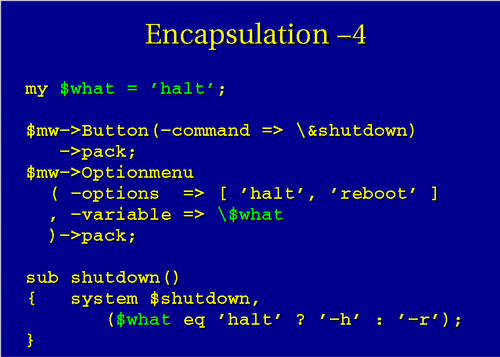 Encapsulation –4
my $what = ’halt’;
$mw–>Button(–command => \&shutdown)
–>pack;
$mw–>Optionmenu
( –options => [ ’halt’, ’reboot’ ]
, –variable => \$what
)–>pack;
sub shutdown()
{ system $shutdown,
($what eq ’halt’ ? ’–h’ : ’–r’);
}